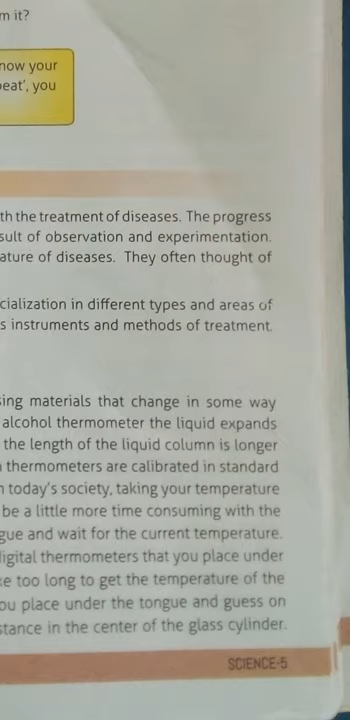 m it?
now your
eat', you
th the treatment of diseases. The progress
sult of observation and experimentation.
ature of diseases. They often thought of
cialization in different types and areas of
s instruments and methods of treatment.
sing materials that change in some way
alcohol thermometer the liquid expands
the length of the liquid column is longer
thermometers are calibrated in standard
n today's society, taking your temperature
be a little more time consuming with the
gue and wait for the current temperature.
digital thermometers that you place under
ke too long to get the temperature of the
ou place under the tongue and guess on
stance in the center of the glass cylinder.
SCIENCE-5